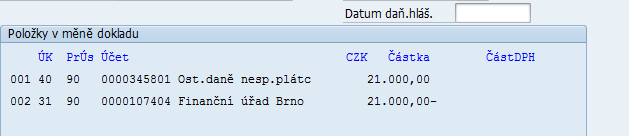 Datum daň.hláš.
Položky v měně dokladu
ÚK PrÚs Účet CZK Částka ČástDPH
001 40 90 0000345801 Ost.daně nesp.plátc 21.000,00
002 31 90 0000107404 Finanční úřad Brno 21.000,00-